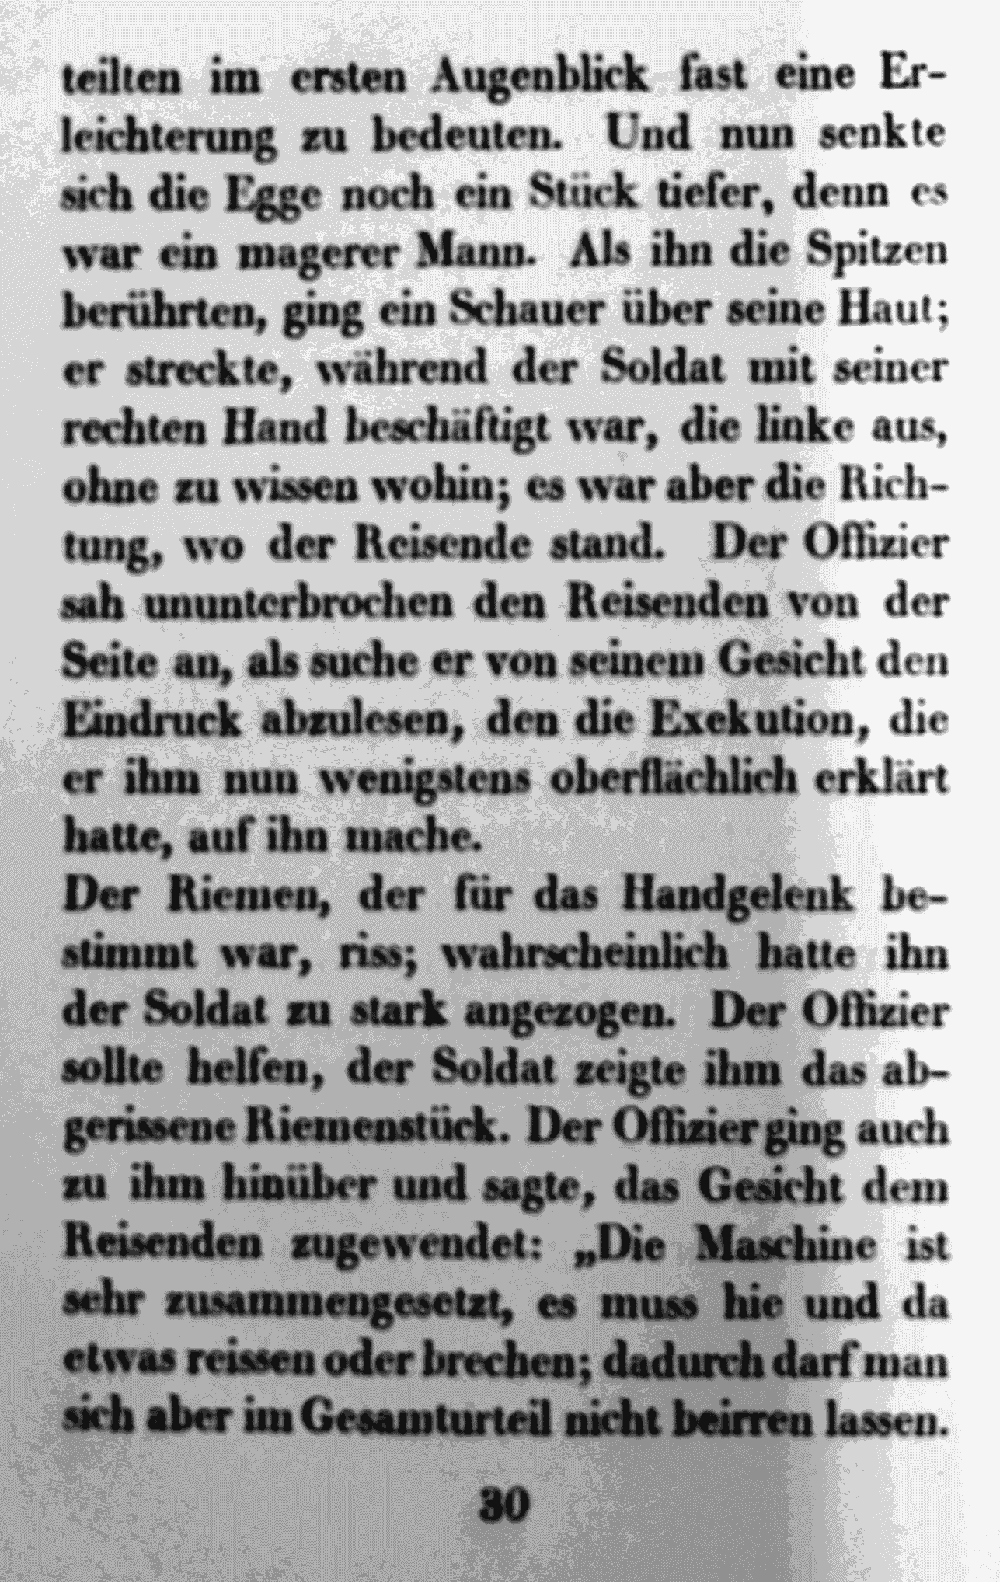 teilten im ersten Augenblick fast eine Er-
leichterung zu bedeuten. Und nun senkte
sich die Egge noch ein Stück tiefer, denn es
war ein magerer Mann. Als ihn die Spitzen
berührten, ging ein Schauer über seine Haut;
er streckte, während der Soldat mit seiner
rechten Hand beschäftigt war, die linke aus,
ohne zu wissen wohin; es war aber die Rich-
tung, wo der Reisende stand. Der Offizier
sah ununterbrochen den Reisenden von der
Seite an, als suche er von seinem Gesicht den
Eindruck abzulesen, den die Exekution, die
er ihm nun wenigstens oberflächlich erklärt
hatte, auf ihn mache.
Der Riemen, der für das Handgelenk be-
stimmt war, riss; wahrscheinlich hatte ihn
der Soldat zu stark angezogen. Der Offizier
sollte helfen, der Soldat zeigte ihm das ab-
gerissene Riemenstück. Der Offizier ging auch
zu ihm hinüber und sagte, das Gesicht dem
Reisenden zugewendet: „Die Maschine ist
sehr zusammengesetzt, es muss hie und da
etwas reissen oder brechen; dadurch darf man
sich aber im Gesamturteil nicht beirren lassen.
30